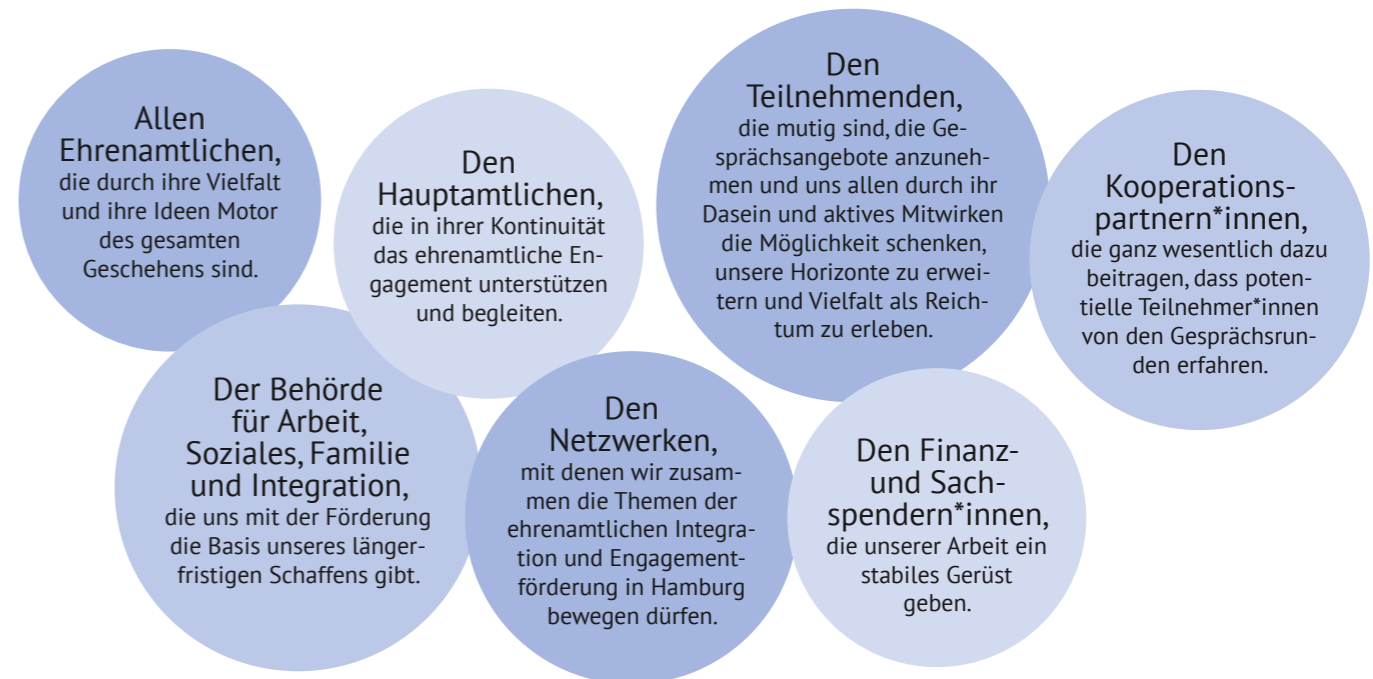 Allen
Ehrenamtlichen,
die durch ihre Vielfalt
und ihre Ideen Motor
des gesamten
Geschehens sind.
Den
Hauptamtlichen,
die in ihrer Kontinuität
das ehrenamtliche En-
gagement unterstützen
und begleiten.
Den
Teilnehmenden,
die mutig sind, die Ge-
sprächsangebote anzuneh-
men und uns allen durch ihr
Dasein und aktives Mitwirken
die Möglichkeit schenken,
unsere Horizonte zu erwei-
tern und Vielfalt als Reich-
tum zu erleben.
Den
Kooperations-
partnern*innen,
die ganz wesentlich dazu
beitragen, dass poten-
tielle Teilnehmer*innen
von den Gesprächsrun-
den erfahren.
Der Behörde
für Arbeit,
Soziales, Familie
und Integration,
die uns mit der Förderung
die Basis unseres länger-
fristigen Schaffens gibt.
Den
Netzwerken,
mit denen wir zusam-
men die Themen der
ehrenamtlichen Integra-
tion und Engagement-
förderung in Hamburg
bewegen dürfen.
Den Finanz-
und Sach-
spendern*innen,
die unserer Arbeit ein
stabiles Gerüst
geben.